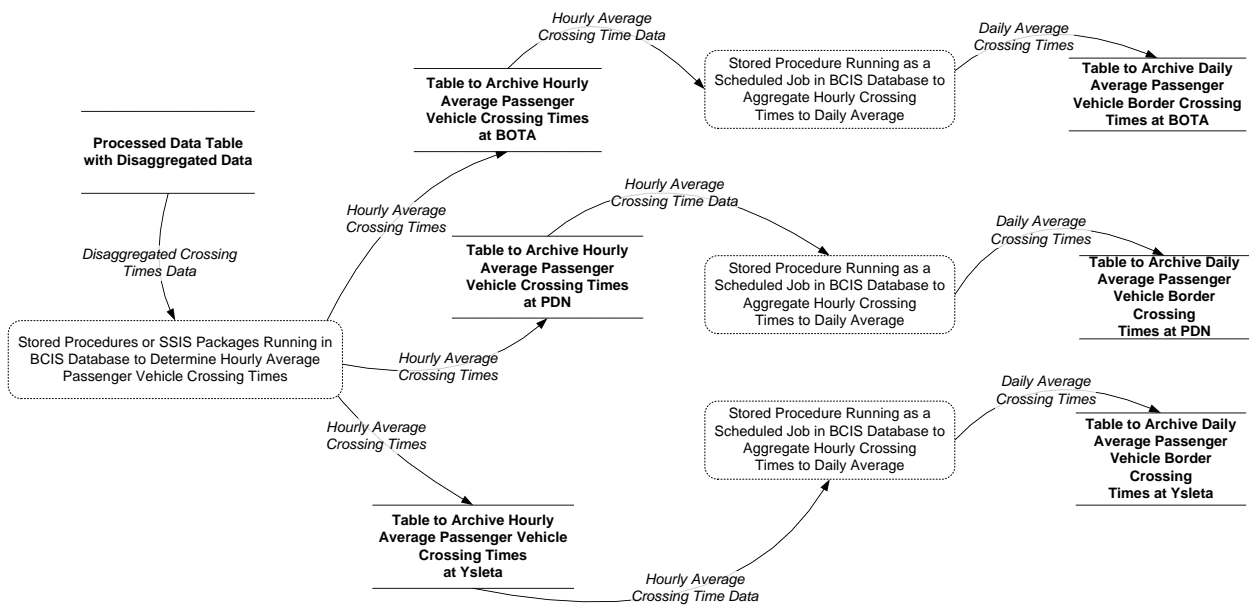 Hourly Average
Crossing Time Data
Daily Average
Crossing Times
Stored Procedure Running as a
Scheduled Job in BCIS Database to
Aggregate Hourly Crossing
Times to Daily Average
Table to Archive Hourly
Average Passenger
Vehicle Crossing Times
at BOTA
Table to Archive Daily
Average Passenger
Vehicle Border Crossing
Times at BOTA
Processed Data Table
with Disaggregated Data
Hourly Average
Crossing Times
Hourly Average
Crossing Time Data
Daily Average
Crossing Times
Disaggregated Crossing
Times Data
Table to Archive Hourly
Average Passenger
Vehicle Crossing Times
at PDN
Stored Procedure Running as a
Scheduled Job in BCIS Database to
Aggregate Hourly Crossing
Times to Daily Average
Table to Archive Daily
Average Passenger
Vehicle Border
Crossing
Times at PDN
Stored Procedures or SSIS Packages Running in
BCIS Database to Determine Hourly Average
Passenger Vehicle Crossing Times
Hourly Average
Crossing Times
Daily Average
Crossing Times
Hourly Average
Crossing Times
Stored Procedure Running as a
Scheduled Job in BCIS Database to
Aggregate Hourly Crossing
Times to Daily Average
Table to Archive Daily
Average Passenger
Vehicle Border
Crossing
Times at Ysleta
Table to Archive Hourly
Average Passenger Vehicle
Crossing Times
at Ysleta
Hourly Average
Crossing Time Data